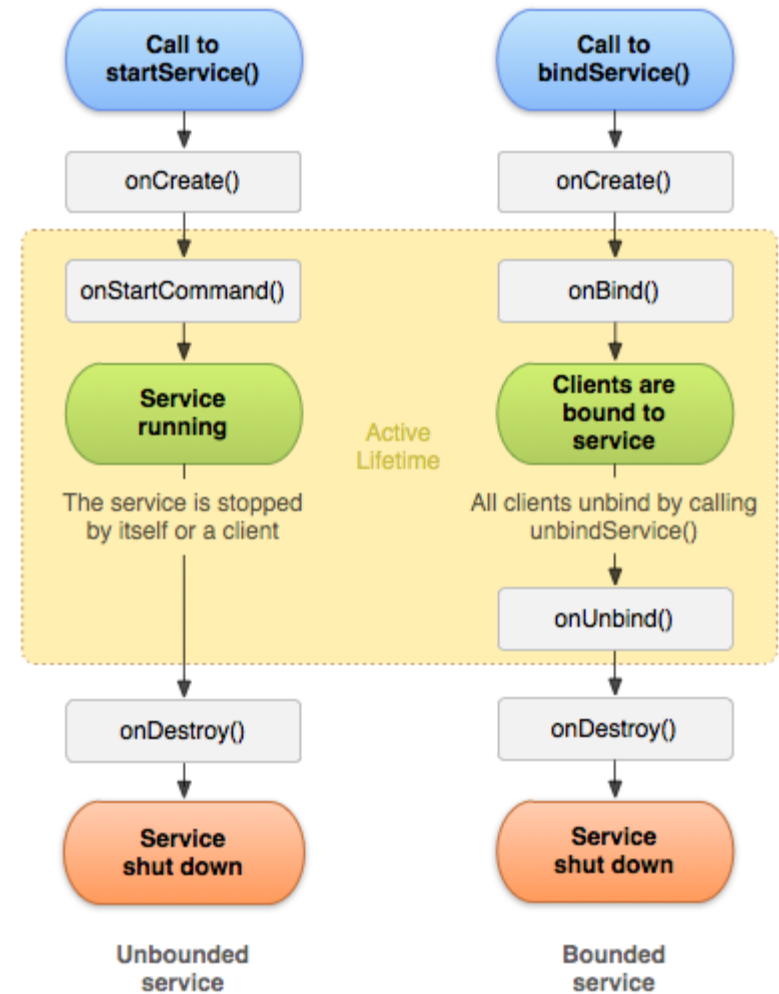 Call to
startService()
onCreate()
onStartCommand()
Service
running
The service is stopped
by itself or a client
onDestroy()
Service
shut down
Unbounded
service
Active
Lifetime
Call to
bindService()
onCreate()
onBind()
Clients are
bound to
service
All clients unbind by calling
unbindService()
onUnbind()
onDestroy()
Service
shut down
Bounded
service